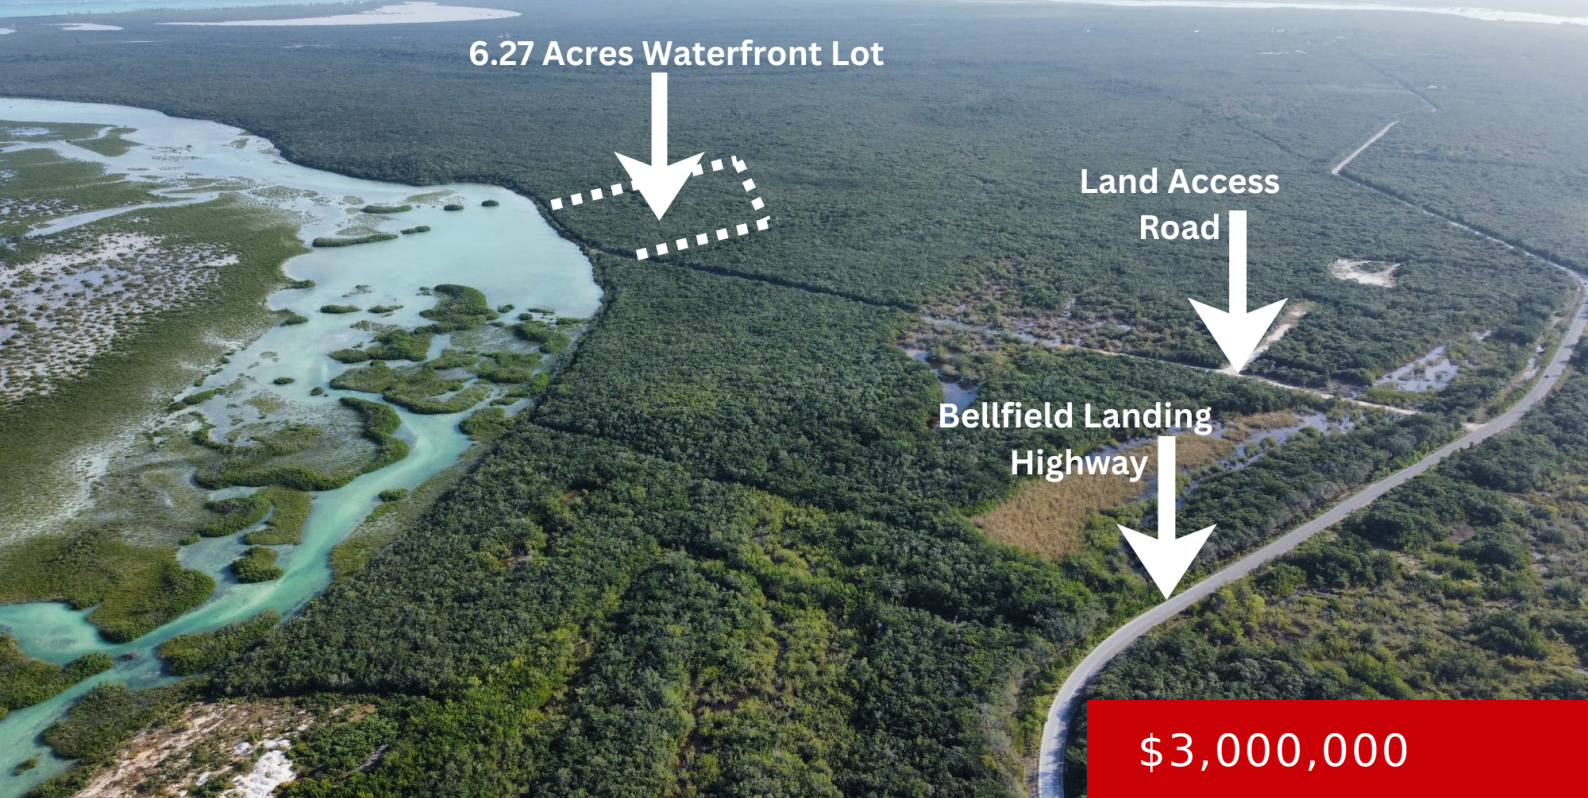 6.27 Acres Waterfront Lot
Land Access
Road
Bellfield Landing
Highway
$3,000,000